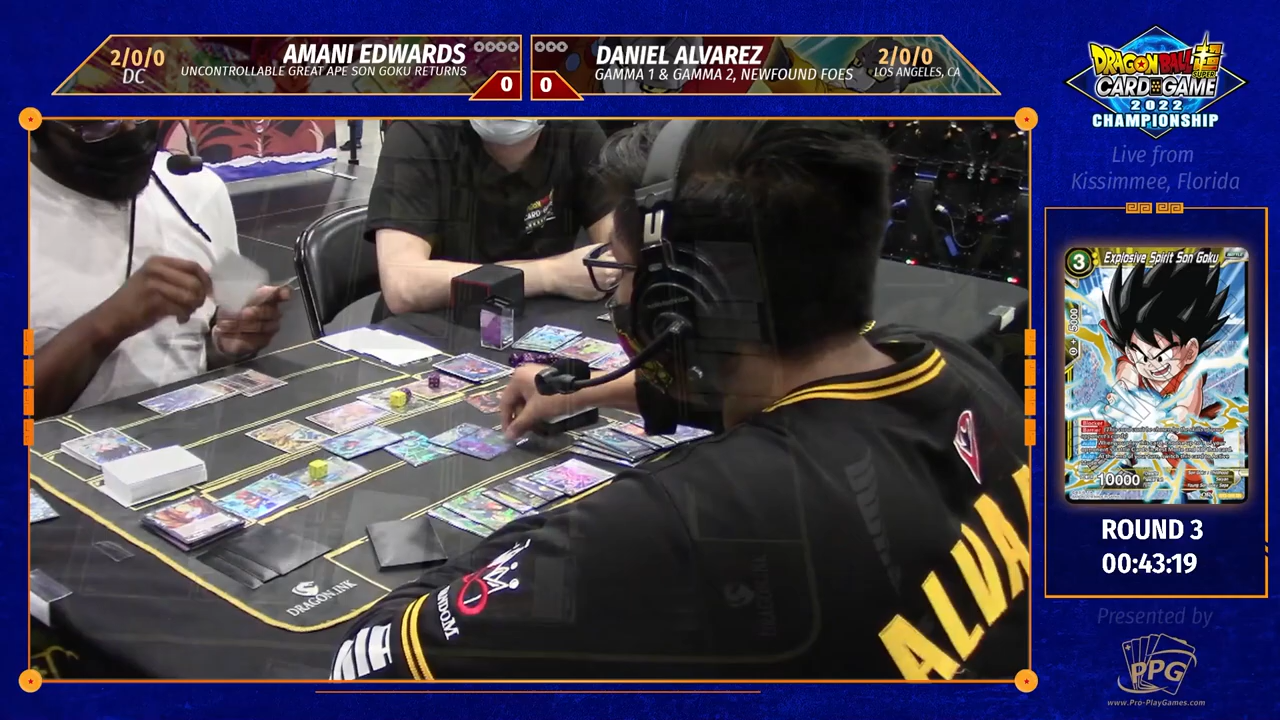 2/0/0
DC
AMANI EDWARDS
UNCONTROLLABLE GREAT APE SON GOKU RETURNS
0
DANIEL ALVAREZ
GAMMA 1 & GAMMA 2, NEWFOUND FOES
0
2/0/0
LOS ANGELES, CA
DRAGON BALL
SUPER
CARD GAME
2022
CHAMPIONSHIP
Live from
Kissimmee, Florida
3
Explosive Spirit Son Goku
Blocker
Barrier
10000
ROUND 3
00:43:19
Presented by
PPG
www.Pro-PlayGames.com
DRAGON.INK
ALVA